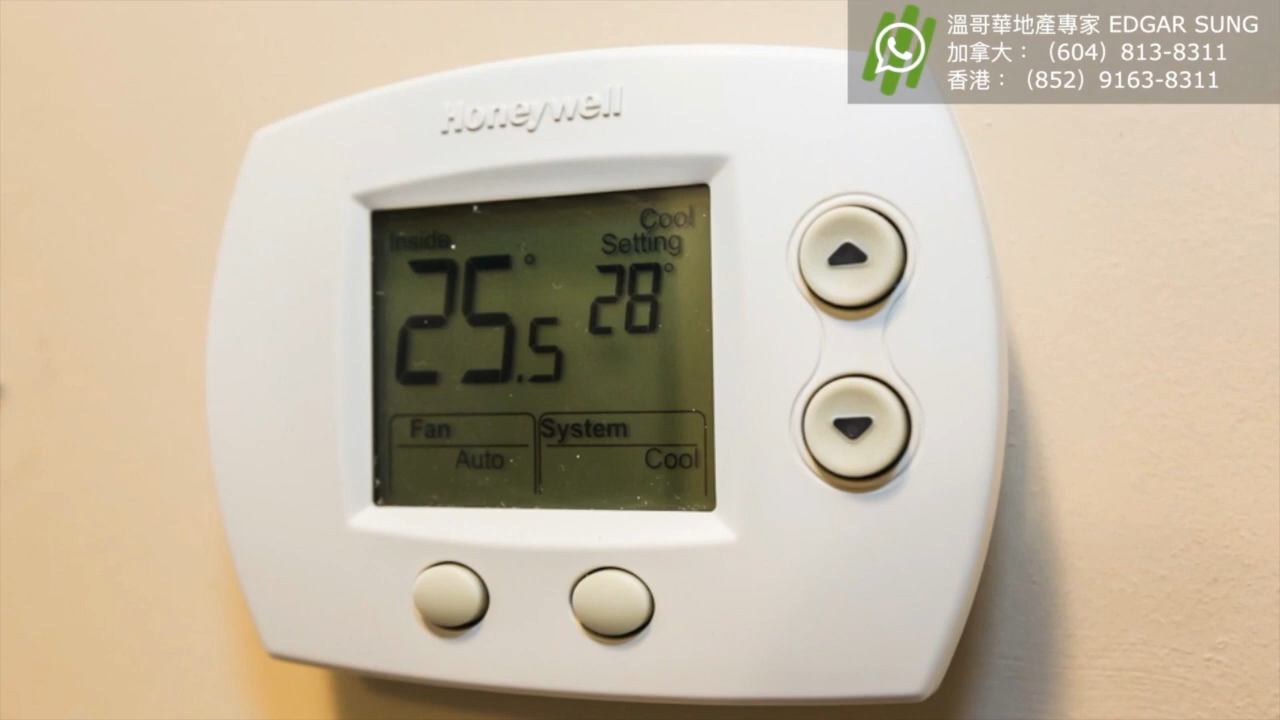 溫哥華地產專家 EDGAR SUNG
加拿大：（604）813-8311
香港：（852）9163-8311
Honeywell
Inside
Cool
Setting
25.5° 28°
Fan System
Auto Cool